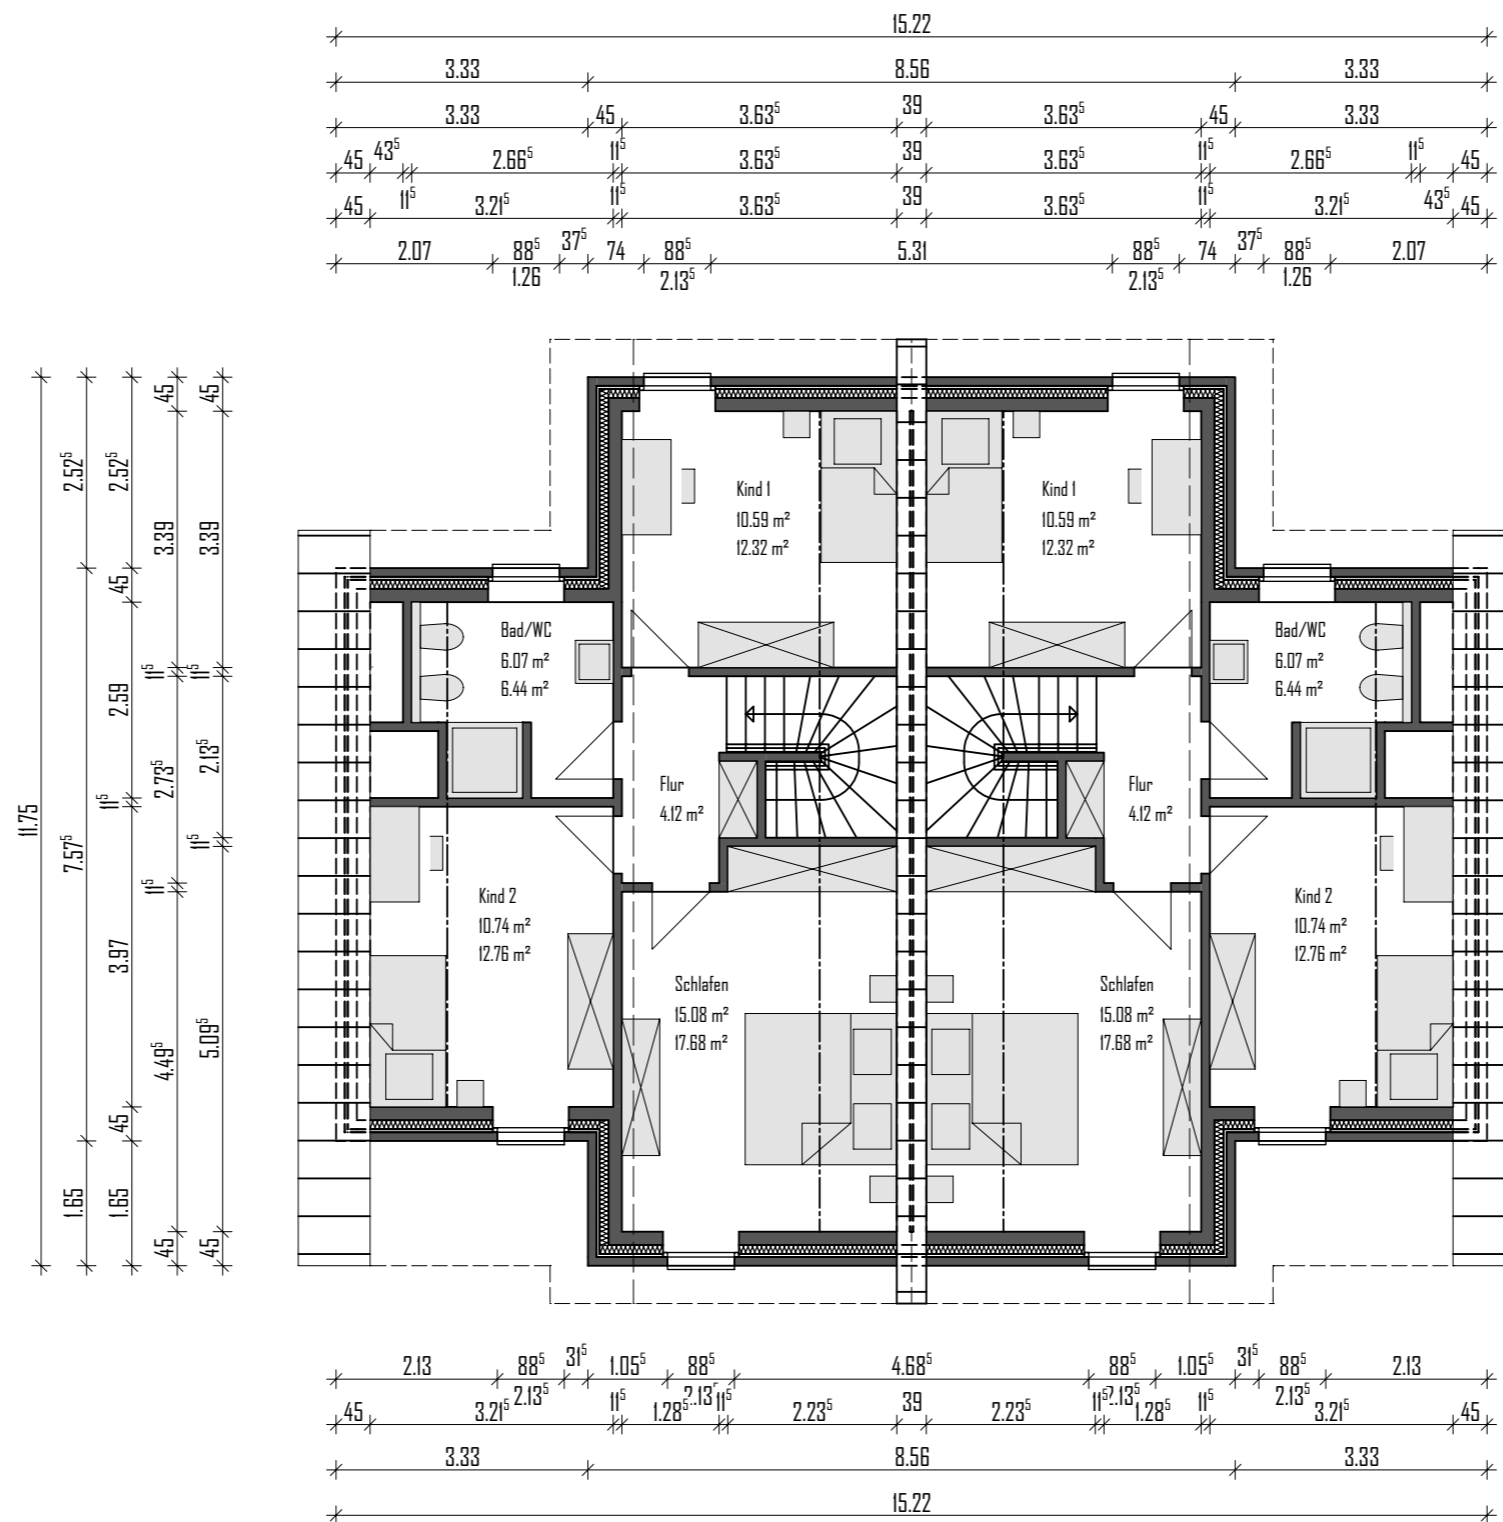 15.22
3.33 8.56 3.33
3.33 45 3.63⁵ 39 3.63⁵ 45 3.33
45 43⁵ 11⁵ 2.66⁵ 11⁵ 3.63⁵ 39 3.63⁵ 11⁵ 2.66⁵ 11⁵ 43⁵ 45
45 3.21⁵ 11⁵ 3.63⁵ 39 3.63⁵ 11⁵ 3.21⁵ 45
2.07 88⁵ 37⁵ 74 88⁵ 5.31 88⁵ 74 37⁵ 88⁵ 2.07
1.26 2.13⁵ 2.13⁵ 1.26
11.75
2.52⁵ 7.57⁵ 1.65
2.52⁵ 45 2.59 11⁵ 3.97 45 1.65
45 3.39 11⁵ 2.73⁵ 11⁵ 4.49⁵ 45
45 3.39 11⁵ 2.13⁵ 11⁵ 5.09⁵ 45
Kind 1
10.59 m²
12.32 m²
Kind 1
10.59 m²
12.32 m²
Bad/WC
6.07 m²
6.44 m²
Bad/WC
6.07 m²
6.44 m²
Flur
4.12 m²
Flur
4.12 m²
Kind 2
10.74 m²
12.76 m²
Kind 2
10.74 m²
12.76 m²
Schlafen
15.08 m²
17.68 m²
Schlafen
15.08 m²
17.68 m²
2.13 88⁵ 31⁵ 1.05⁵ 88⁵ 4.68⁵ 88⁵ 1.05⁵ 31⁵ 88⁵ 2.13
2.13⁵ 2.13⁵ 2.13⁵ 2.13⁵
45 3.21⁵ 11⁵ 1.28⁵ 11⁵ 2.23⁵ 39 2.23⁵ 11⁵ 1.28⁵ 11⁵ 3.21⁵ 45
3.33 8.56 3.33
15.22